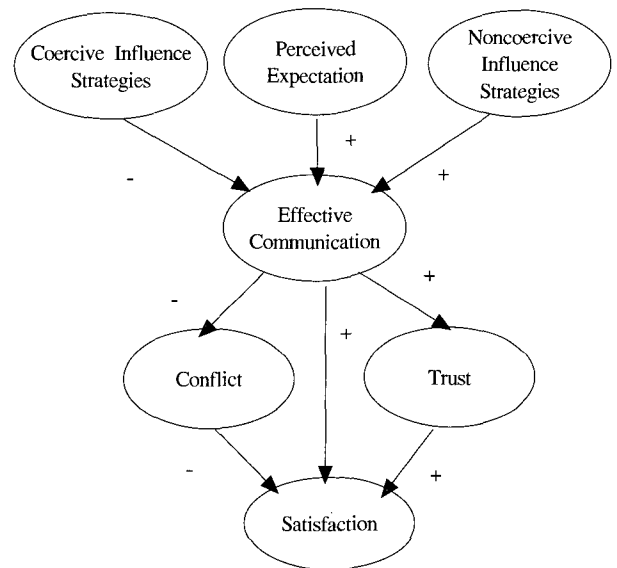 Coercive Influence
Strategies
Perceived
Expectation
Noncoercive
Influence
Strategies
-
+
+
Effective
Communication
-
+
+
Conflict
Trust
-
+
Satisfaction